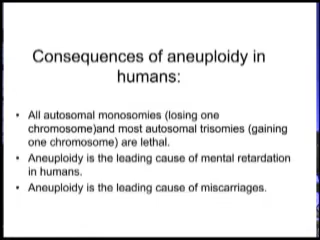 Consequences of aneuploidy in
humans:
• All autosomal monosomies (losing one
chromosome)and most autosomal trisomies (gaining
one chromosome) are lethal.
• Aneuploidy is the leading cause of mental retardation
in humans.
• Aneuploidy is the leading cause of miscarriages.